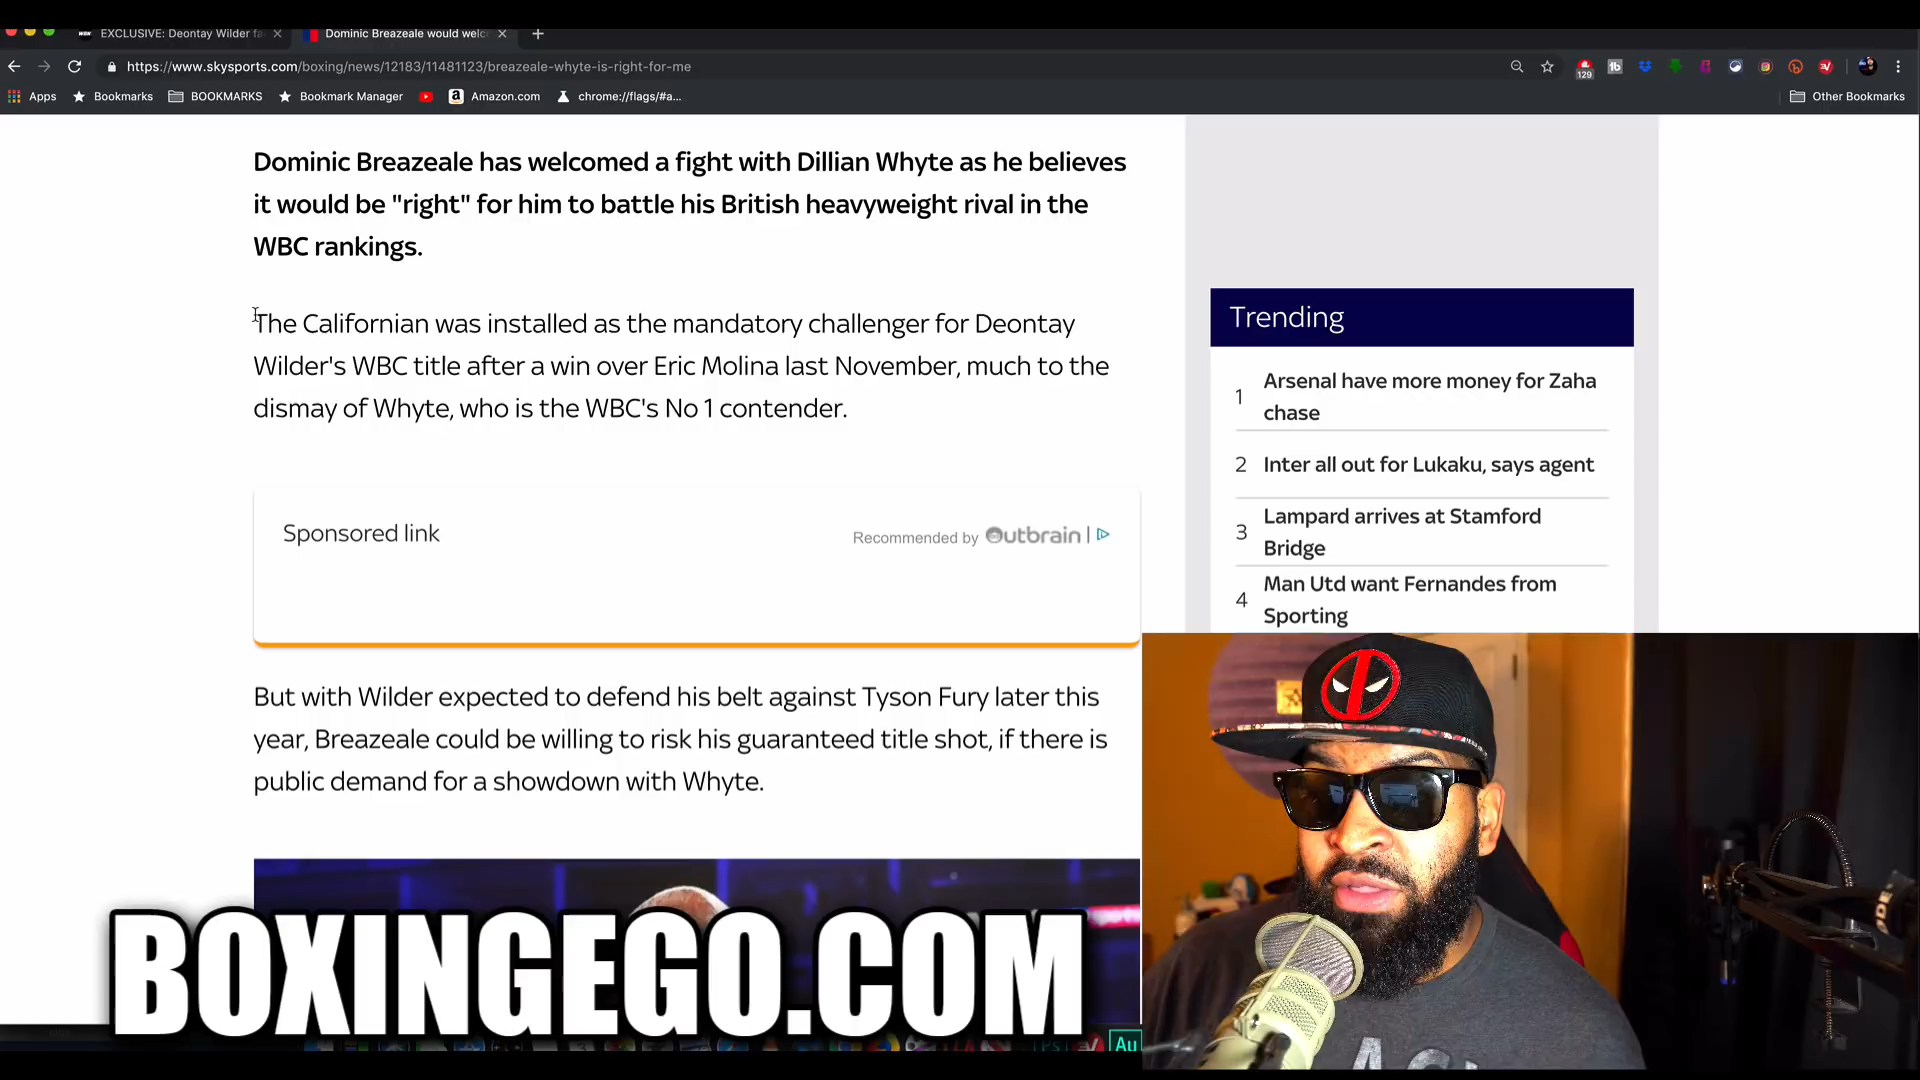 EXCLUSIVE: Deontay Wilder fa
Dominic Breazeale would welc
https://www.skysports.com/boxing/news/12183/11481123/breazeale-whyte-is-right-for-me
129
Apps
Bookmarks
BOOKMARKS
Bookmark Manager
Amazon.com
chrome://flags/#a...
Other Bookmarks
Dominic Breazeale has welcomed a fight with Dillian Whyte as he believes
it would be "right" for him to battle his British heavyweight rival in the
WBC rankings.
The Californian was installed as the mandatory challenger for Deontay
Wilder's WBC title after a win over Eric Molina last November, much to the
dismay of Whyte, who is the WBC's No 1 contender.
Sponsored link
Recommended by Outbrain
But with Wilder expected to defend his belt against Tyson Fury later this
year, Breazeale could be willing to risk his guaranteed title shot, if there is
public demand for a showdown with Whyte.
Trending
1 Arsenal have more money for Zaha
chase
2 Inter all out for Lukaku, says agent
3 Lampard arrives at Stamford
Bridge
4 Man Utd want Fernandes from
Sporting
BOXINGEGO.COM
Ps
Au